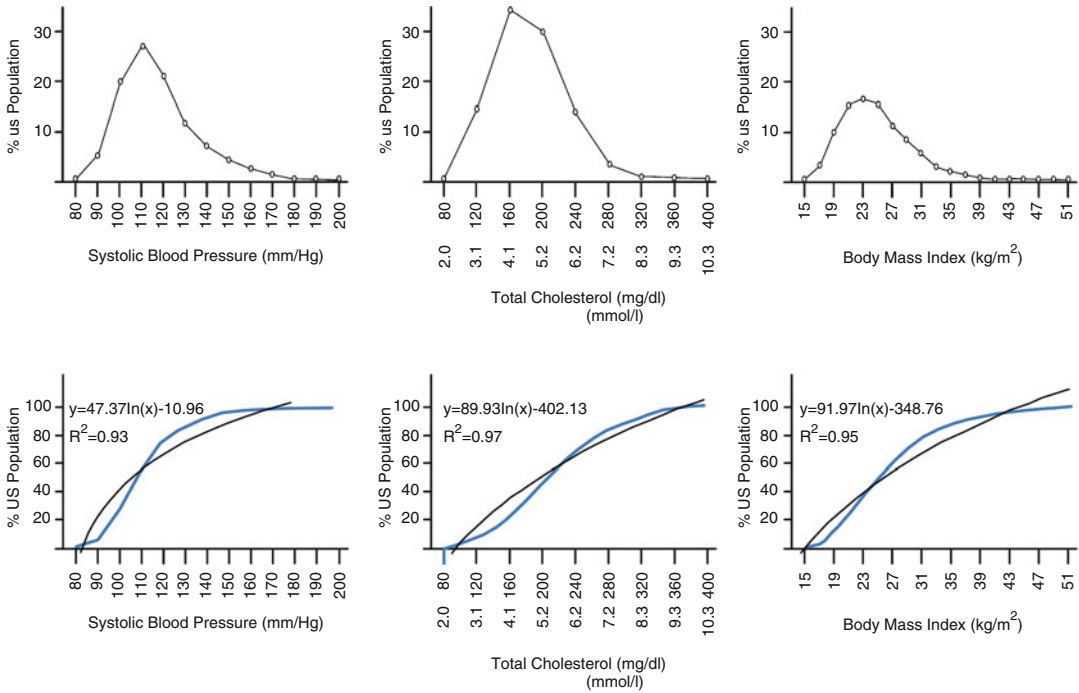 % us Population
30
20
10
80 90 100 110 120 130 140 150 160 170 180 190 200
Systolic Blood Pressure (mm/Hg)
% us Population
30
20
10
80 120 160 200 240 280 320 360 400
2.0 3.1 4.1 5.2 6.2 7.2 8.3 9.3 10.3
Total Cholesterol (mg/dl)
(mmol/l)
% us Population
30
20
10
15 19 23 27 31 35 39 43 47 51
Body Mass Index (kg/m²)
% US Population
100
80
60
40
20
y=47.37ln(x)-10.96
R²=0.93
80 90 100 110 120 130 140 150 160 170 180 190 200
Systolic Blood Pressure (mm/Hg)
% US Population
100
80
60
40
20
y=89.93ln(x)-402.13
R²=0.97
80 120 160 200 240 280 320 360 400
2.0 3.1 4.1 5.2 6.2 7.2 8.3 9.3 10.3
Total Cholesterol (mg/dl)
(mmol/l)
% US Population
100
80
60
40
20
y=91.97ln(x)-348.76
R²=0.95
15 19 23 27 31 35 39 43 47 51
Body Mass Index (kg/m²)